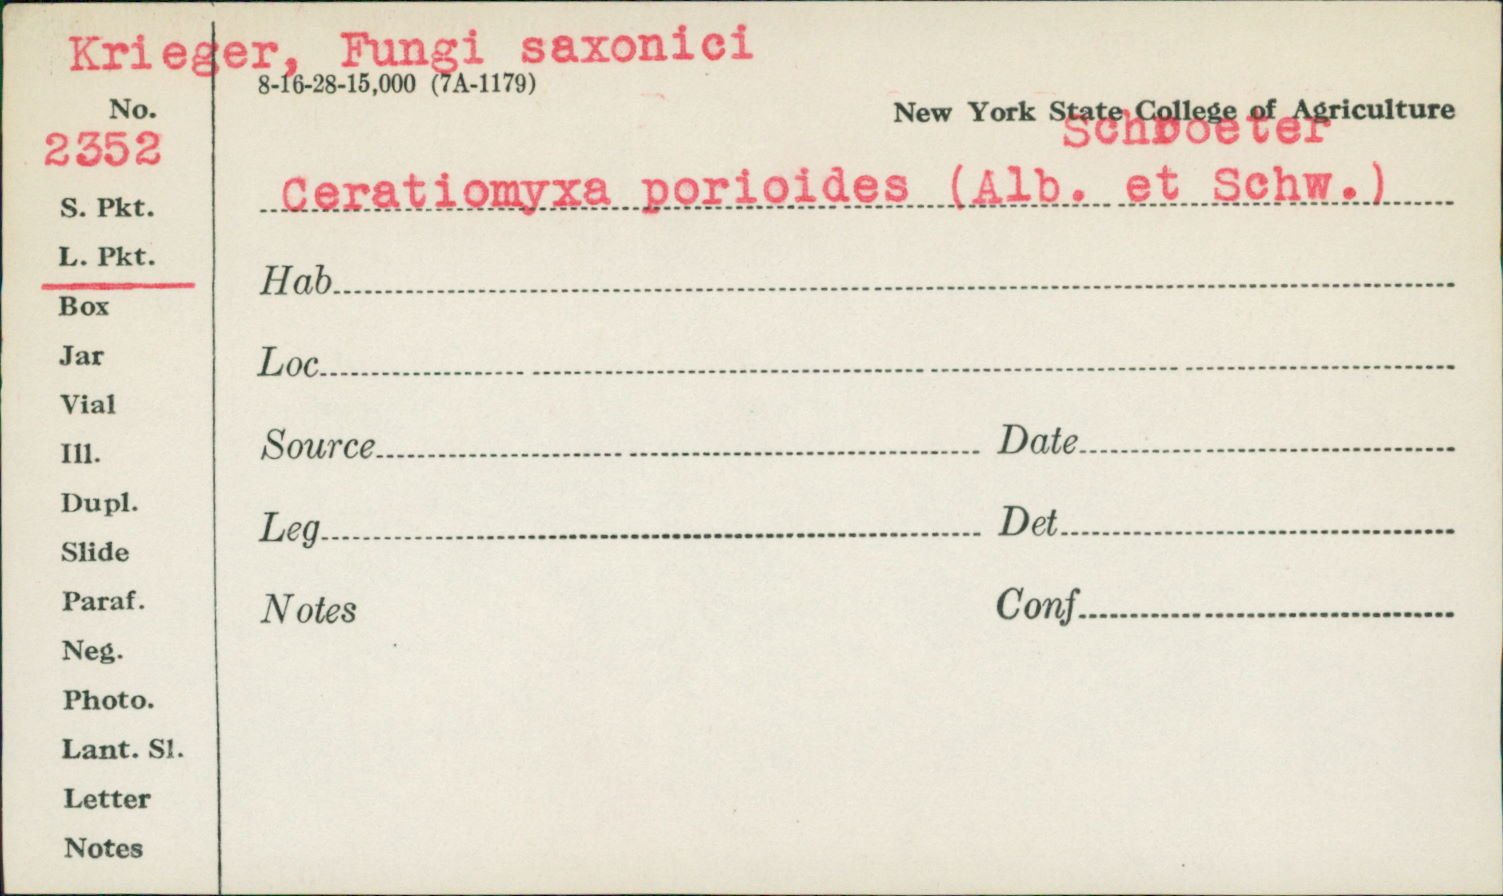 Krieger, Fungi saxonici
8-16-28-15,000 (7A-1179)
No.
New York State College of Agriculture
2352
Schroeter
Ceratiomyxa porioides (Alb. et Schw.)
S. Pkt.
L. Pkt.
Hab
Box
Loc
Jar
Vial
Source Date
Ill.
Dupl.
Leg Det
Slide
Paraf.
Notes Conf
Neg.
Photo.
Lant. Sl.
Letter
Notes